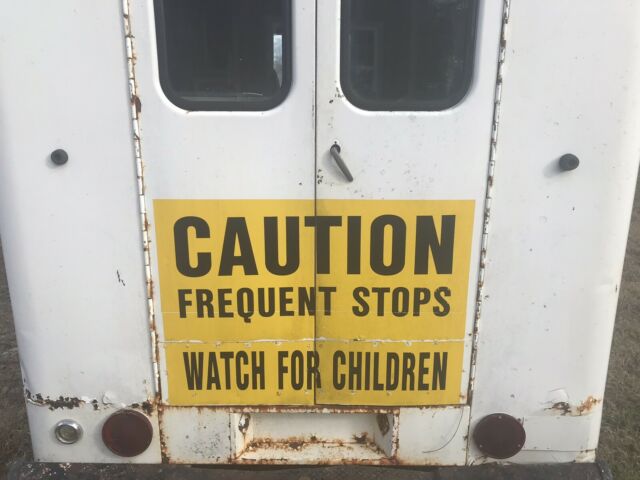 CAUTION
FREQUENT STOPS
WATCH FOR CHILDREN